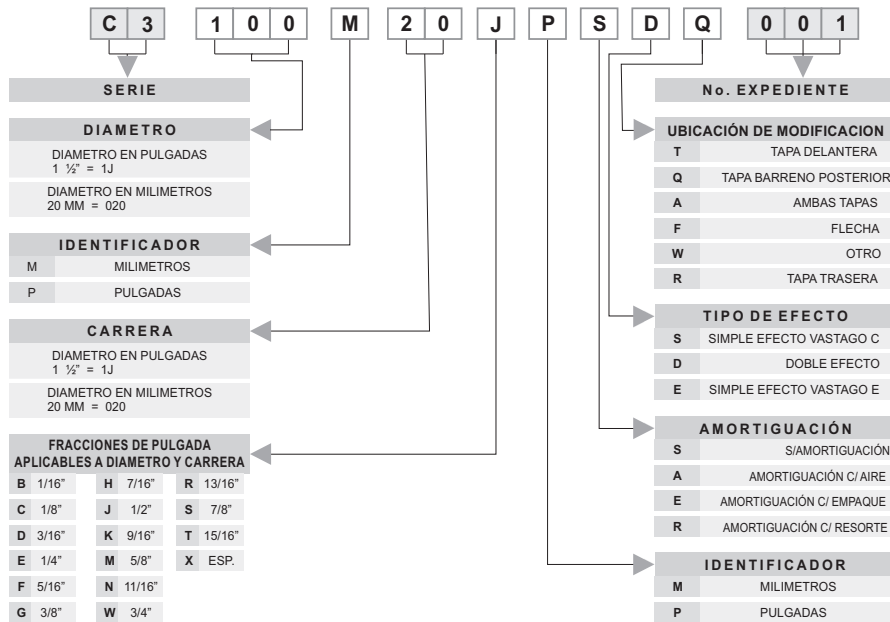 C 3 1 0 0 M 2 0 J P S D Q 0 0 1
SERIE
DIAMETRO
DIAMETRO EN PULGADAS
1 ½” = 1J
DIAMETRO EN MILIMETROS
20 MM = 020
IDENTIFICADOR
M MILIMETROS
P PULGADAS
CARRERA
DIAMETRO EN PULGADAS
1 ½” = 1J
DIAMETRO EN MILIMETROS
20 MM = 020
FRACCIONES DE PULGADA
APLICABLES A DIAMETRO Y CARRERA
B 1/16” H 7/16” R 13/16”
C 1/8” J 1/2” S 7/8”
D 3/16” K 9/16” T 15/16”
E 1/4” M 5/8” X ESP.
F 5/16” N 11/16”
G 3/8” W 3/4”
No. EXPEDIENTE
UBICACIÓN DE MODIFICACION
T TAPA DELANTERA
Q TAPA BARRENO POSTERIOR
A AMBAS TAPAS
F FLECHA
W OTRO
R TAPA TRASERA
TIPO DE EFECTO
S SIMPLE EFECTO VASTAGO C
D DOBLE EFECTO
E SIMPLE EFECTO VASTAGO E
AMORTIGUACIÓN
S S/AMORTIGUACIÓN
A AMORTIGUACIÓN C/ AIRE
E AMORTIGUACIÓN C/ EMPAQUE
R AMORTIGUACIÓN C/ RESORTE
IDENTIFICADOR
M MILIMETROS
P PULGADAS